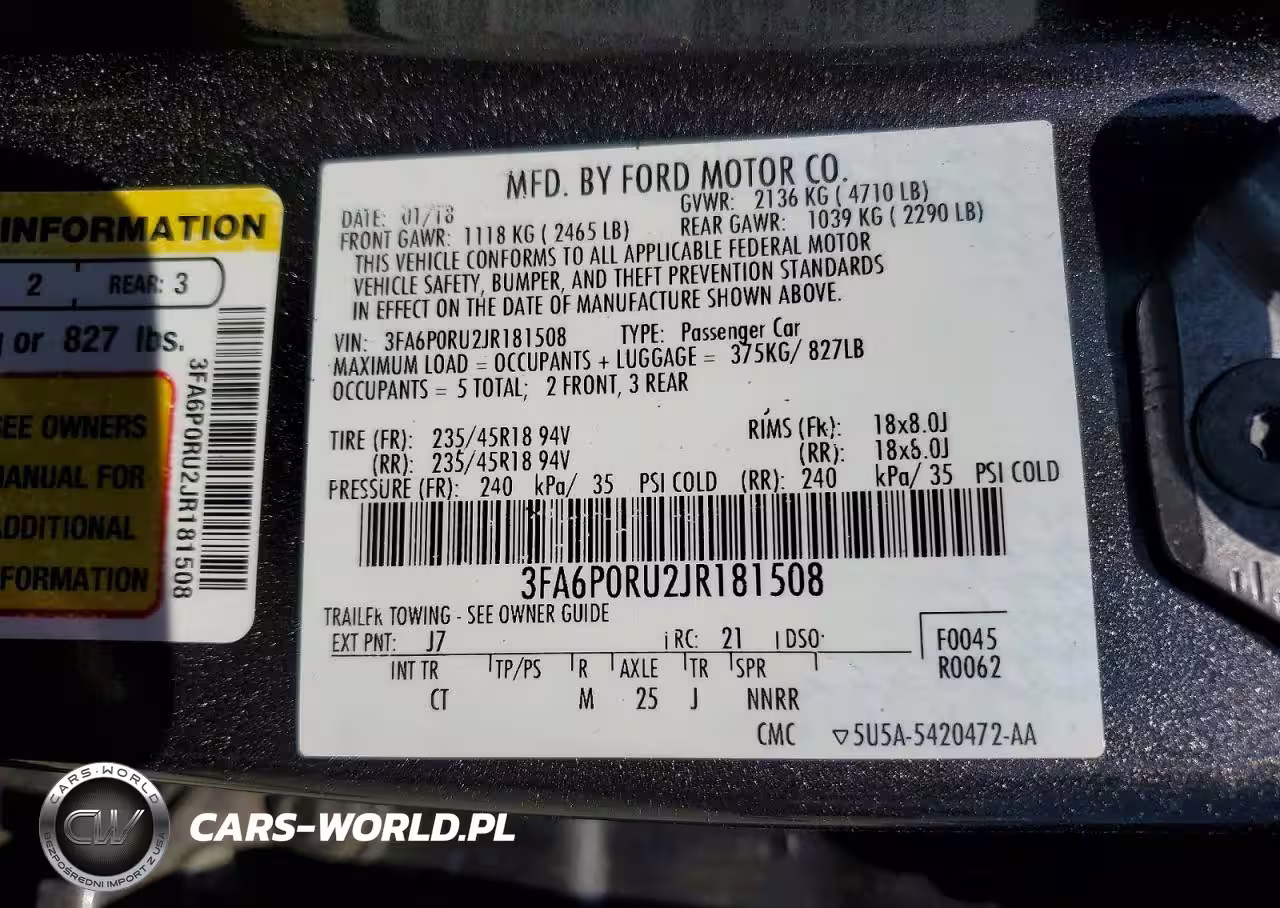 INFORMATION
2
REAR: 3
or 827 lbs.
SEE OWNERS
MANUAL FOR
ADDITIONAL
INFORMATION
3FA6P0RU2JR181508
MFD. BY FORD MOTOR CO.
DATE: 01/18 GVWR: 2136 KG ( 4710 LB)
FRONT GAWR: 1118 KG ( 2465 LB) REAR GAWR: 1039 KG ( 2290 LB)
THIS VEHICLE CONFORMS TO ALL APPLICABLE FEDERAL MOTOR
VEHICLE SAFETY, BUMPER, AND THEFT PREVENTION STANDARDS
IN EFFECT ON THE DATE OF MANUFACTURE SHOWN ABOVE.
VIN: 3FA6P0RU2JR181508 TYPE: Passenger Car
MAXIMUM LOAD = OCCUPANTS + LUGGAGE = 375KG/ 827LB
OCCUPANTS = 5 TOTAL; 2 FRONT, 3 REAR
TIRE (FR): 235/45R18 94V RIMS (FR): 18x8.0J
(RR): 235/45R18 94V (RR): 18x8.0J
PRESSURE (FR): 240 kPa/ 35 PSI COLD (RR): 240 kPa/ 35 PSI COLD
3FA6P0RU2JR181508
TRAILER TOWING - SEE OWNER GUIDE
EXT PNT: J7 RC: 21 DSO: F0045
INT TR TP/PS R AXLE TR SPR R0062
CT M 25 J NNRR
CMC ▽5U5A-5420472-AA
CARS-WORLD
CW
BEZPOŚREDNI IMPORT Z USA
CARS-WORLD.PL